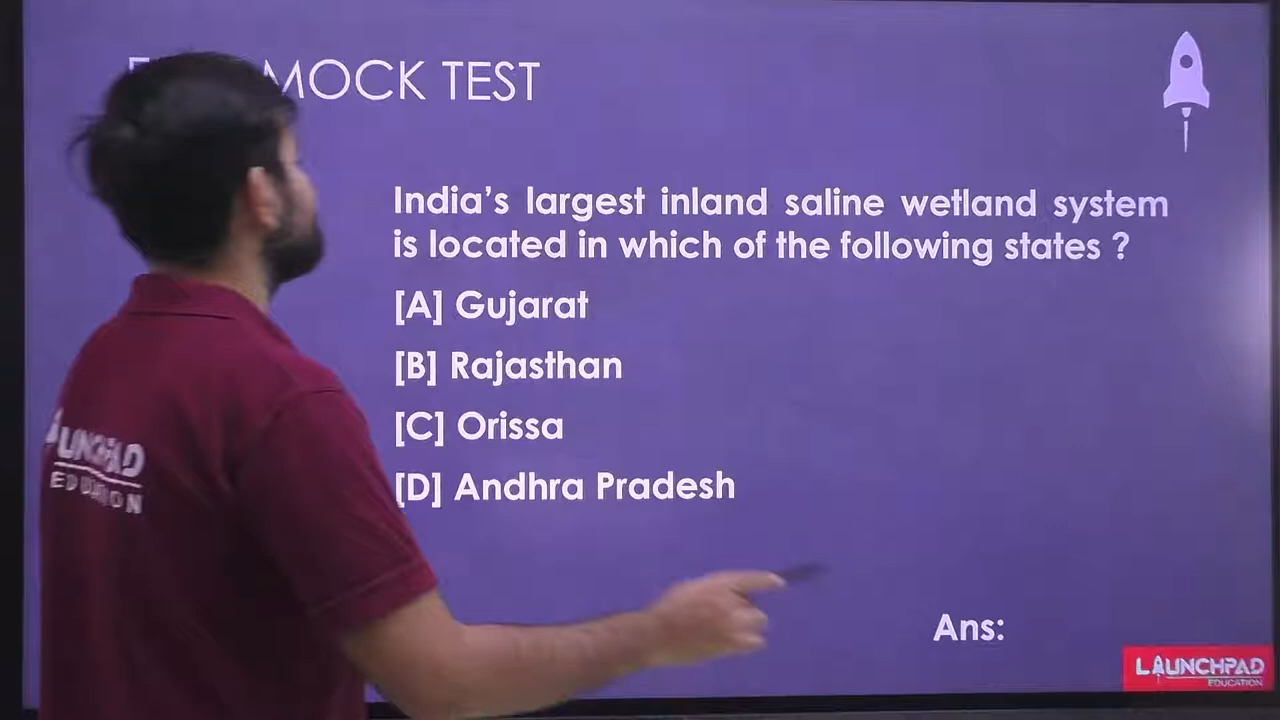 MOCK TEST
India's largest inland saline wetland system
is located in which of the following states ?
[A] Gujarat
[B] Rajasthan
[C] Orissa
[D] Andhra Pradesh
Ans:
LAUNCHPAD
EDUCATION
EDUCATION